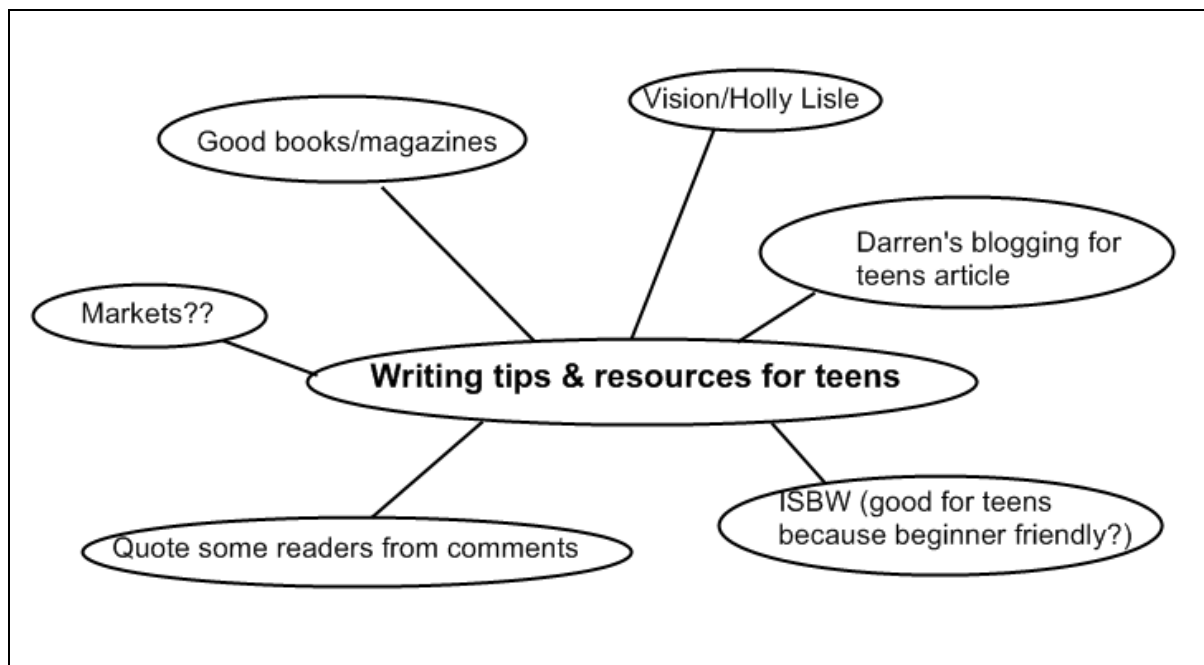 Vision/Holly Lisle
Good books/magazines
Darren's blogging for
teens article
Markets??
Writing tips & resources for teens
ISBW (good for teens
because beginner friendly?)
Quote some readers from comments